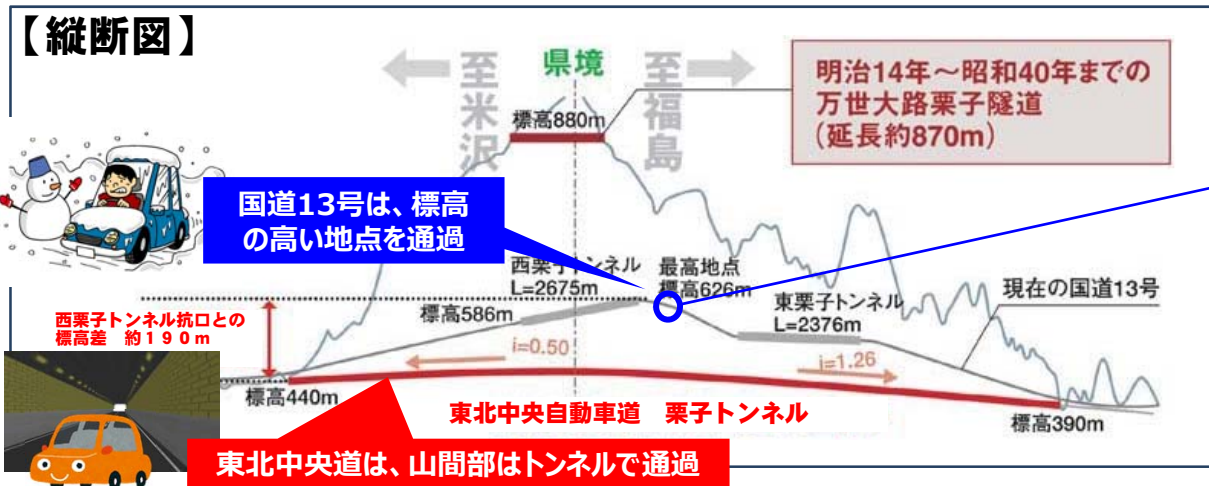 【縦断図】
至米沢
県境
至福島
明治14年～昭和40年までの
万世大路栗子隧道
(延長約870m)
標高880m
国道13号は、標高
の高い地点を通過
西栗子トンネル
L=2675m
最高地点
標高626m
東栗子トンネル
L=2376m
現在の国道13号
標高586m
西栗子トンネル抗口との
標高差 約190m
i=0.50
i=1.26
標高440m
東北中央自動車道 栗子トンネル
標高390m
東北中央道は、山間部はトンネルで通過